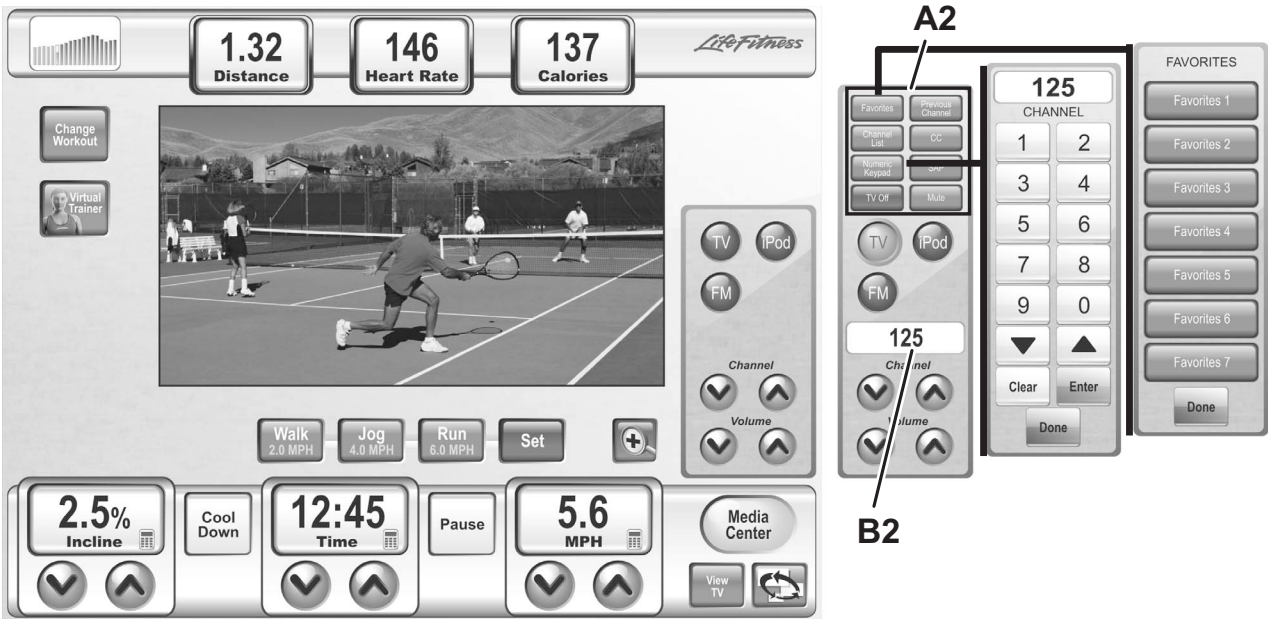 1.32
Distance
146
Heart Rate
137
Calories
LifeFitness
Change
Workout
Virtual
Trainer
TV
iPod
FM
Channel
Volume
Walk
2.0 MPH
Jog
4.0 MPH
Run
6.0 MPH
Set
2.5%
Incline
Cool
Down
12:45
Time
Pause
5.6
MPH
Media
Center
View
TV
A2
Favorites
Previous
Channel
Channel
List
CC
Numeric
Keypad
SAP
TV Off
Mute
TV
iPod
FM
125
Channel
Volume
B2
125
CHANNEL
1
2
3
4
5
6
7
8
9
0
Clear
Enter
Done
FAVORITES
Favorites 1
Favorites 2
Favorites 3
Favorites 4
Favorites 5
Favorites 6
Favorites 7
Done